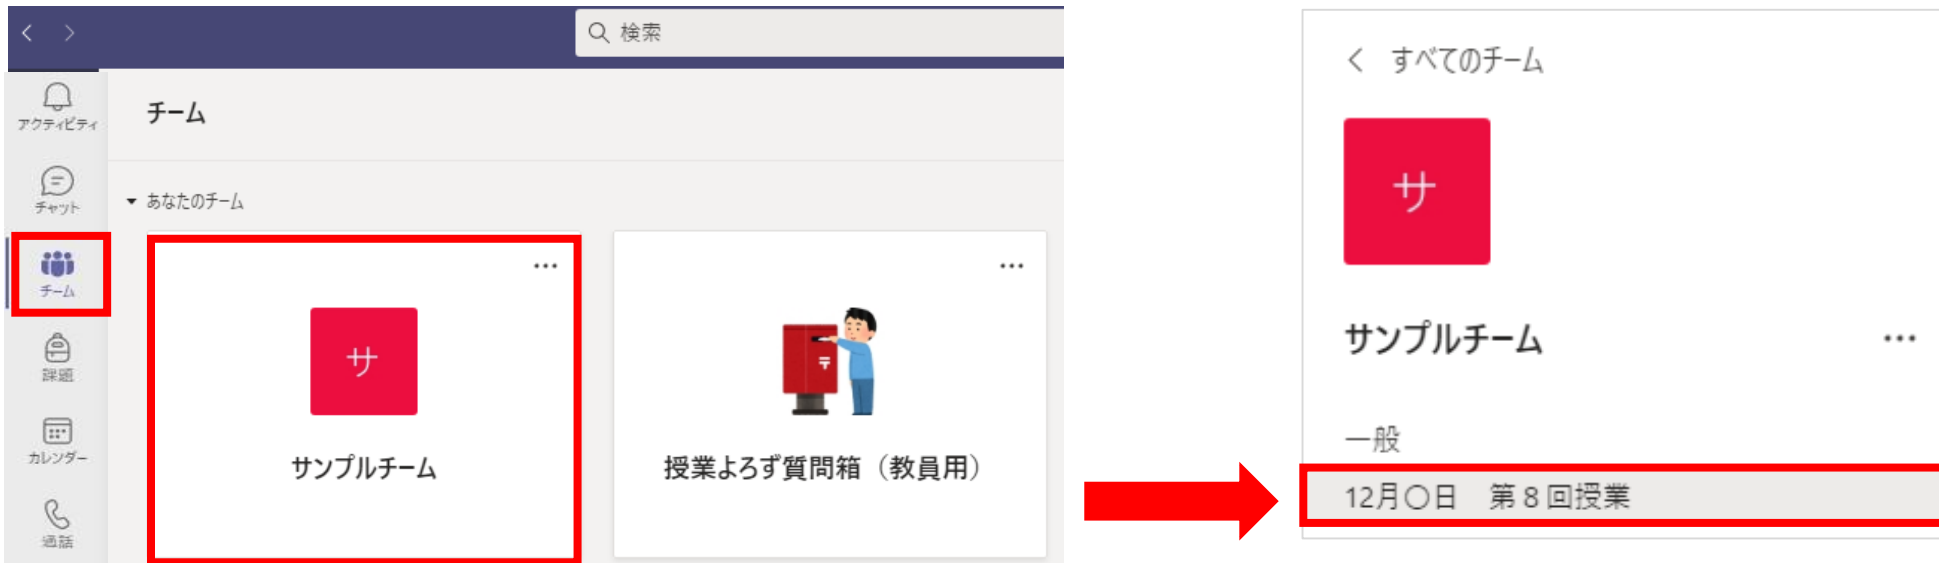 検索
アクティビティ
チャット
チーム
課題
カレンダー
通話
チーム
あなたのチーム
サ
サンプルチーム
〒
授業よろず質問箱（教員用）
すべてのチーム
サ
サンプルチーム
一般
12月〇日　第８回授業